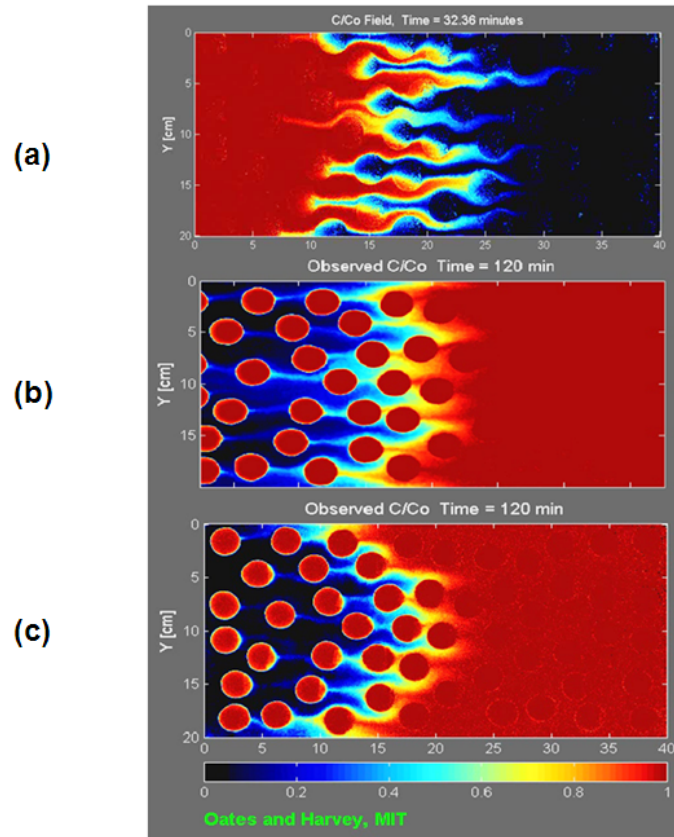 C/Co Field, Time = 32.36 minutes
(a)
Y [cm]
0
5
10
15
20
0 5 10 15 20 25 30 35 40
Observed C/Co Time = 120 min
(b)
Y [cm]
0
5
10
15
Observed C/Co Time = 120 min
(c)
Y [cm]
0
5
10
15
20
0 5 10 15 20 25 30 35 40
0 0.2 0.4 0.6 0.8 1
Oates and Harvey, MIT